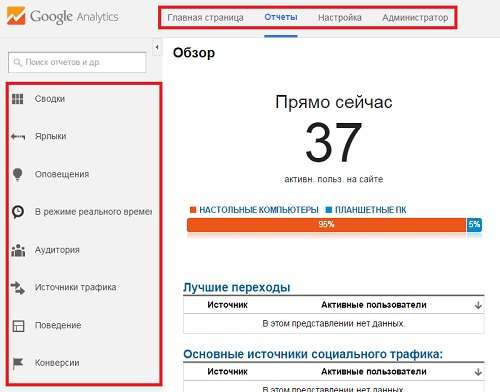 Google Analytics
Главная страница Отчеты Настройка Администратор
Поиск отчетов и др.
Сводки
Ярлыки
Оповещения
В режиме реального времен
Аудитория
Источники трафика
Поведение
Конверсии
Обзор
Прямо сейчас
37
активн. польз. на сайте
НАСТОЛЬНЫЕ КОМПЬЮТЕРЫ ПЛАНШЕТНЫЕ ПК
95% 5%
Лучшие переходы
Источник Активные пользователи
В этом представлении нет данных.
Основные источники социального трафика:
Источник Активные пользователи
В этом представлении нет данных.